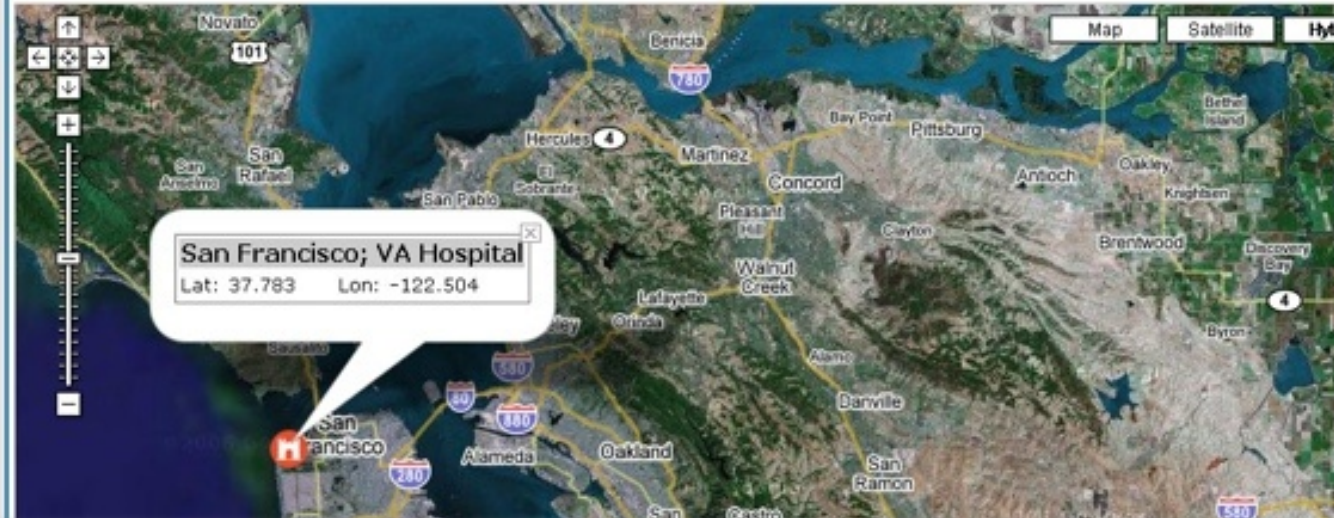 Novato
101
Benicia
780
Map
Satellite
Bethel
Island
Hercules
4
Bay Point
Pittsburg
Martinez
San
Anselmo
San
Rafael
El
Sobrante
Concord
Antioch
Oakley
San Pablo
Knightsen
Pleasant
Hill
Clayton
Brentwood
Discovery
Bay
San Francisco; VA Hospital
Lat: 37.783 Lon: -122.504
Walnut
Creek
Lafayette
4
Orinda
Byron
Sausalito
Alamo
580
80
Danville
880
San
Francisco
Alameda
Oakland
280
San
Ramon
San
Castro
580